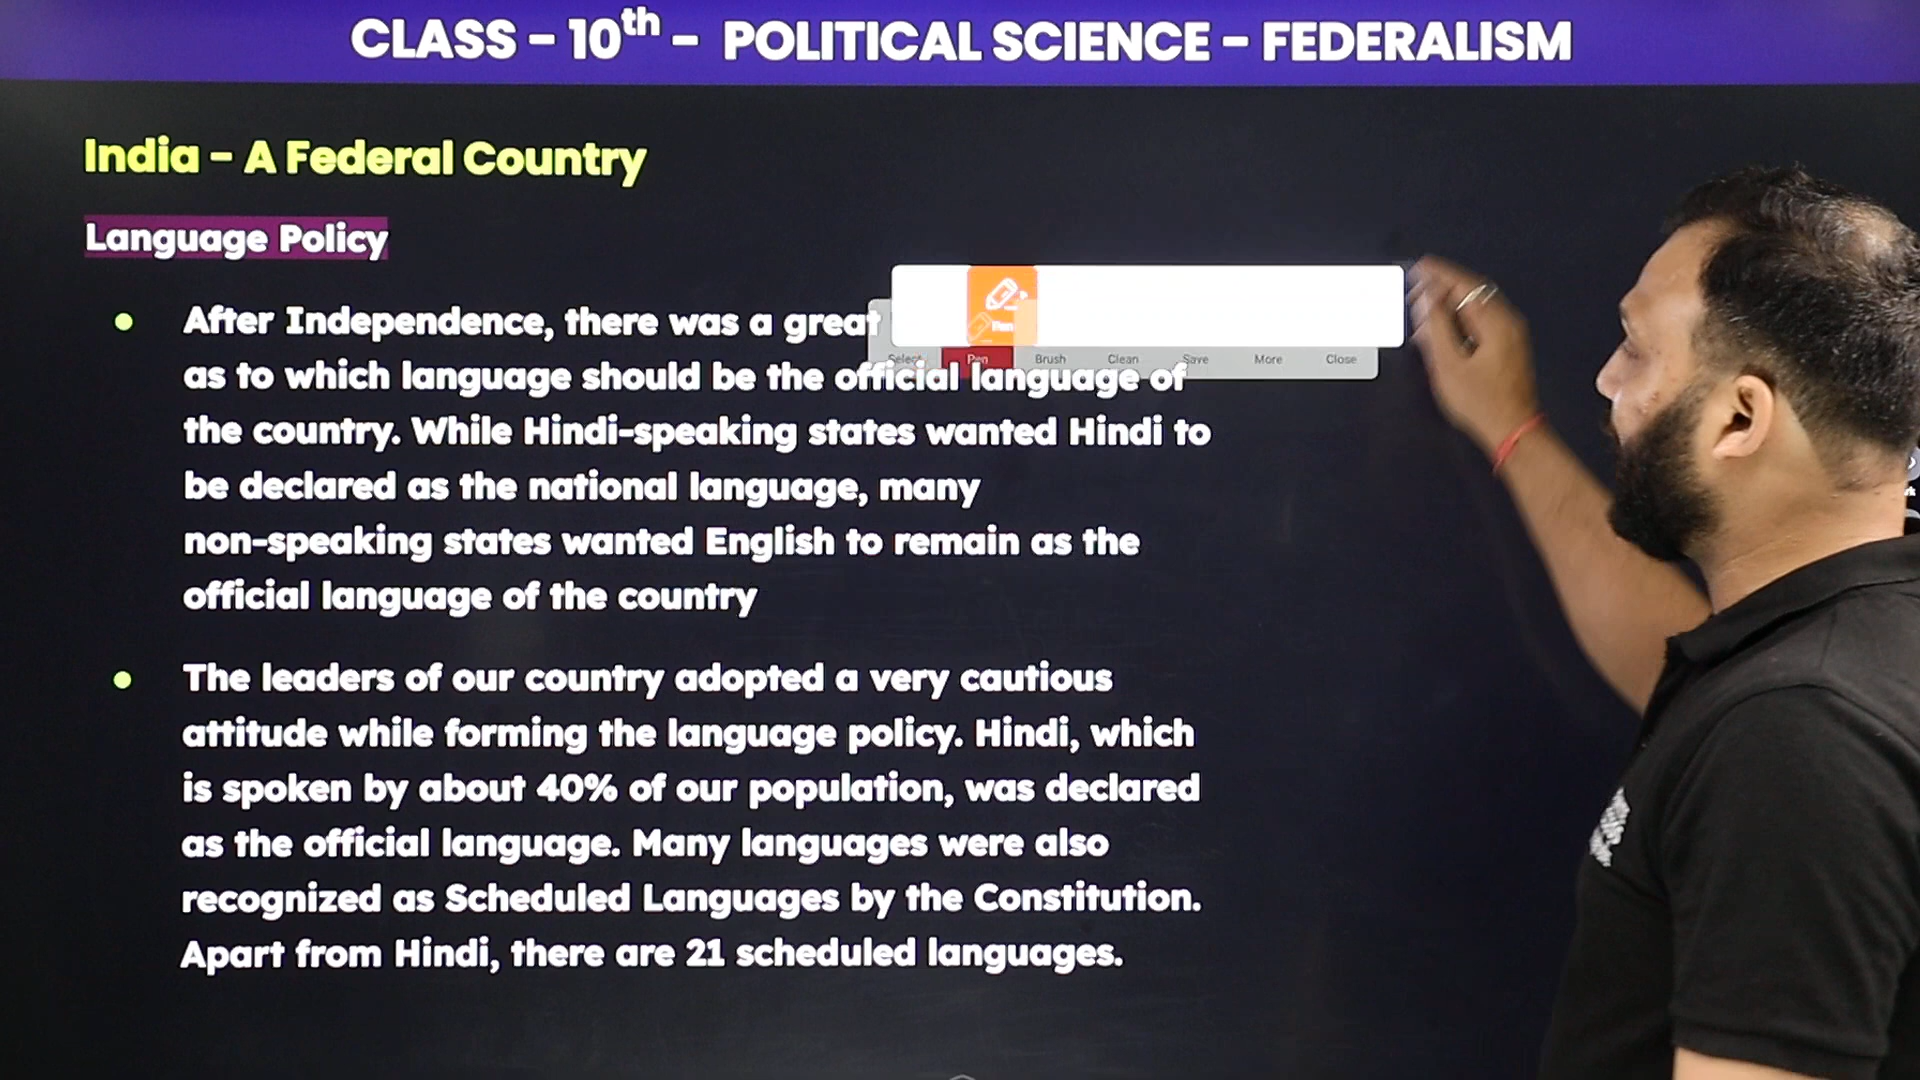 CLASS - 10th - POLITICAL SCIENCE - FEDERALISM
India - A Federal Country
Language Policy
• After Independence, there was a great
Pen
Select Pen Brush Clean Save More Close
as to which language should be the official language of
the country. While Hindi-speaking states wanted Hindi to
be declared as the national language, many
non-speaking states wanted English to remain as the
official language of the country
• The leaders of our country adopted a very cautious
attitude while forming the language policy. Hindi, which
is spoken by about 40% of our population, was declared
as the official language. Many languages were also
recognized as Scheduled Languages by the Constitution.
Apart from Hindi, there are 21 scheduled languages.